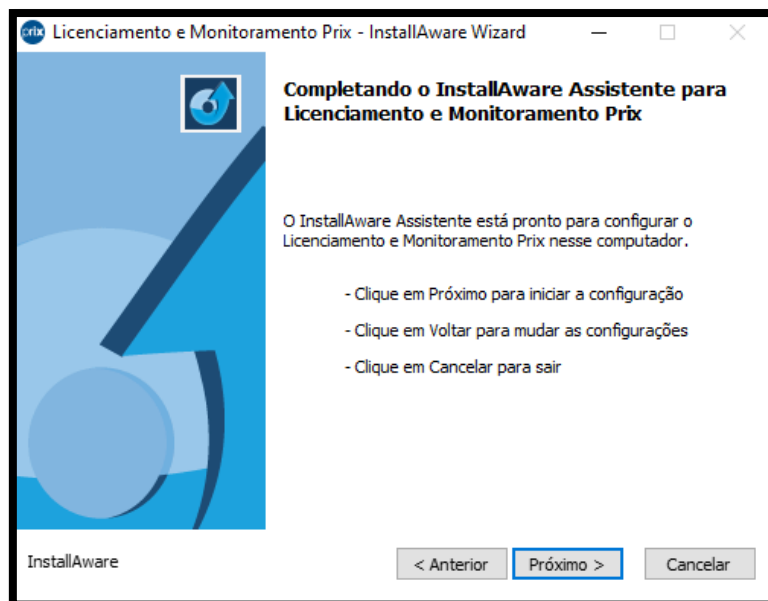 prix Licenciamento e Monitoramento Prix - InstallAware Wizard
Completando o InstallAware Assistente para
Licenciamento e Monitoramento Prix
O InstallAware Assistente está pronto para configurar o
Licenciamento e Monitoramento Prix nesse computador.
- Clique em Próximo para iniciar a configuração
- Clique em Voltar para mudar as configurações
- Clique em Cancelar para sair
InstallAware
< Anterior Próximo > Cancelar